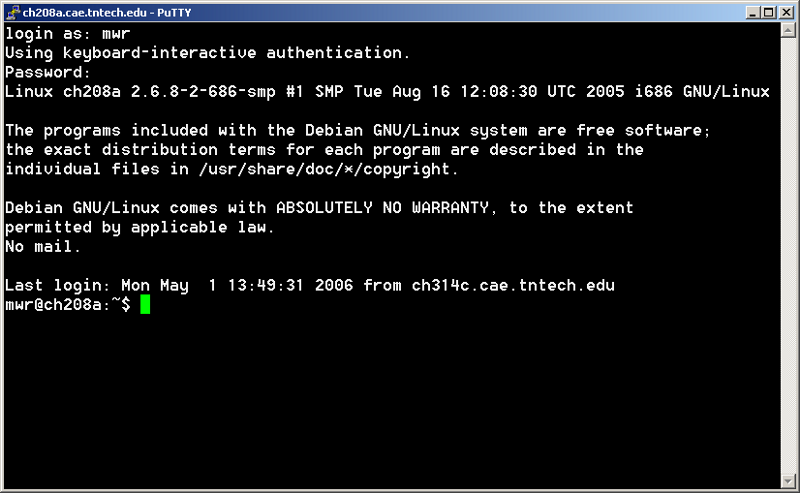 ch208a.cae.tntech.edu - PuTTY
login as: mwr
Using keyboard-interactive authentication.
Password:
Linux ch208a 2.6.8-2-686-smp #1 SMP Tue Aug 16 12:08:30 UTC 2005 i686 GNU/Linux
The programs included with the Debian GNU/Linux system are free software;
the exact distribution terms for each program are described in the
individual files in /usr/share/doc/*/copyright.
Debian GNU/Linux comes with ABSOLUTELY NO WARRANTY, to the extent
permitted by applicable law.
No mail.
Last login: Mon May  1 13:49:31 2006 from ch314c.cae.tntech.edu
mwr@ch208a:~$